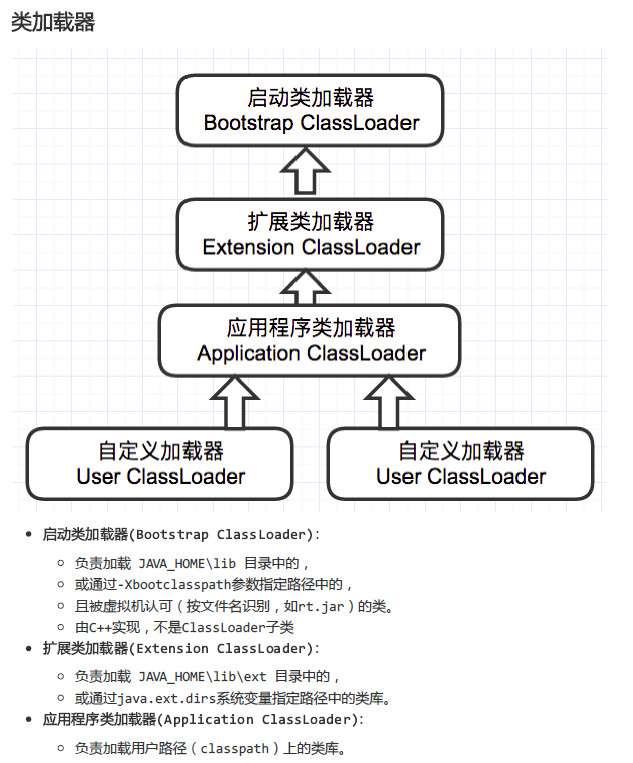 类加载器
启动类加载器
Bootstrap ClassLoader
扩展类加载器
Extension ClassLoader
应用程序类加载器
Application ClassLoader
自定义加载器
User ClassLoader
自定义加载器
User ClassLoader
启动类加载器(Bootstrap ClassLoader)：
负责加载 JAVA_HOME\lib 目录中的，
或通过-Xbootclasspath参数指定路径中的，
且被虚拟机认可（按文件名识别，如rt.jar）的类。
由C++实现，不是ClassLoader子类
扩展类加载器(Extension ClassLoader)：
负责加载 JAVA_HOME\lib\ext 目录中的，
或通过java.ext.dirs系统变量指定路径中的类库。
应用程序类加载器(Application ClassLoader)：
负责加载用户路径（classpath）上的类库。